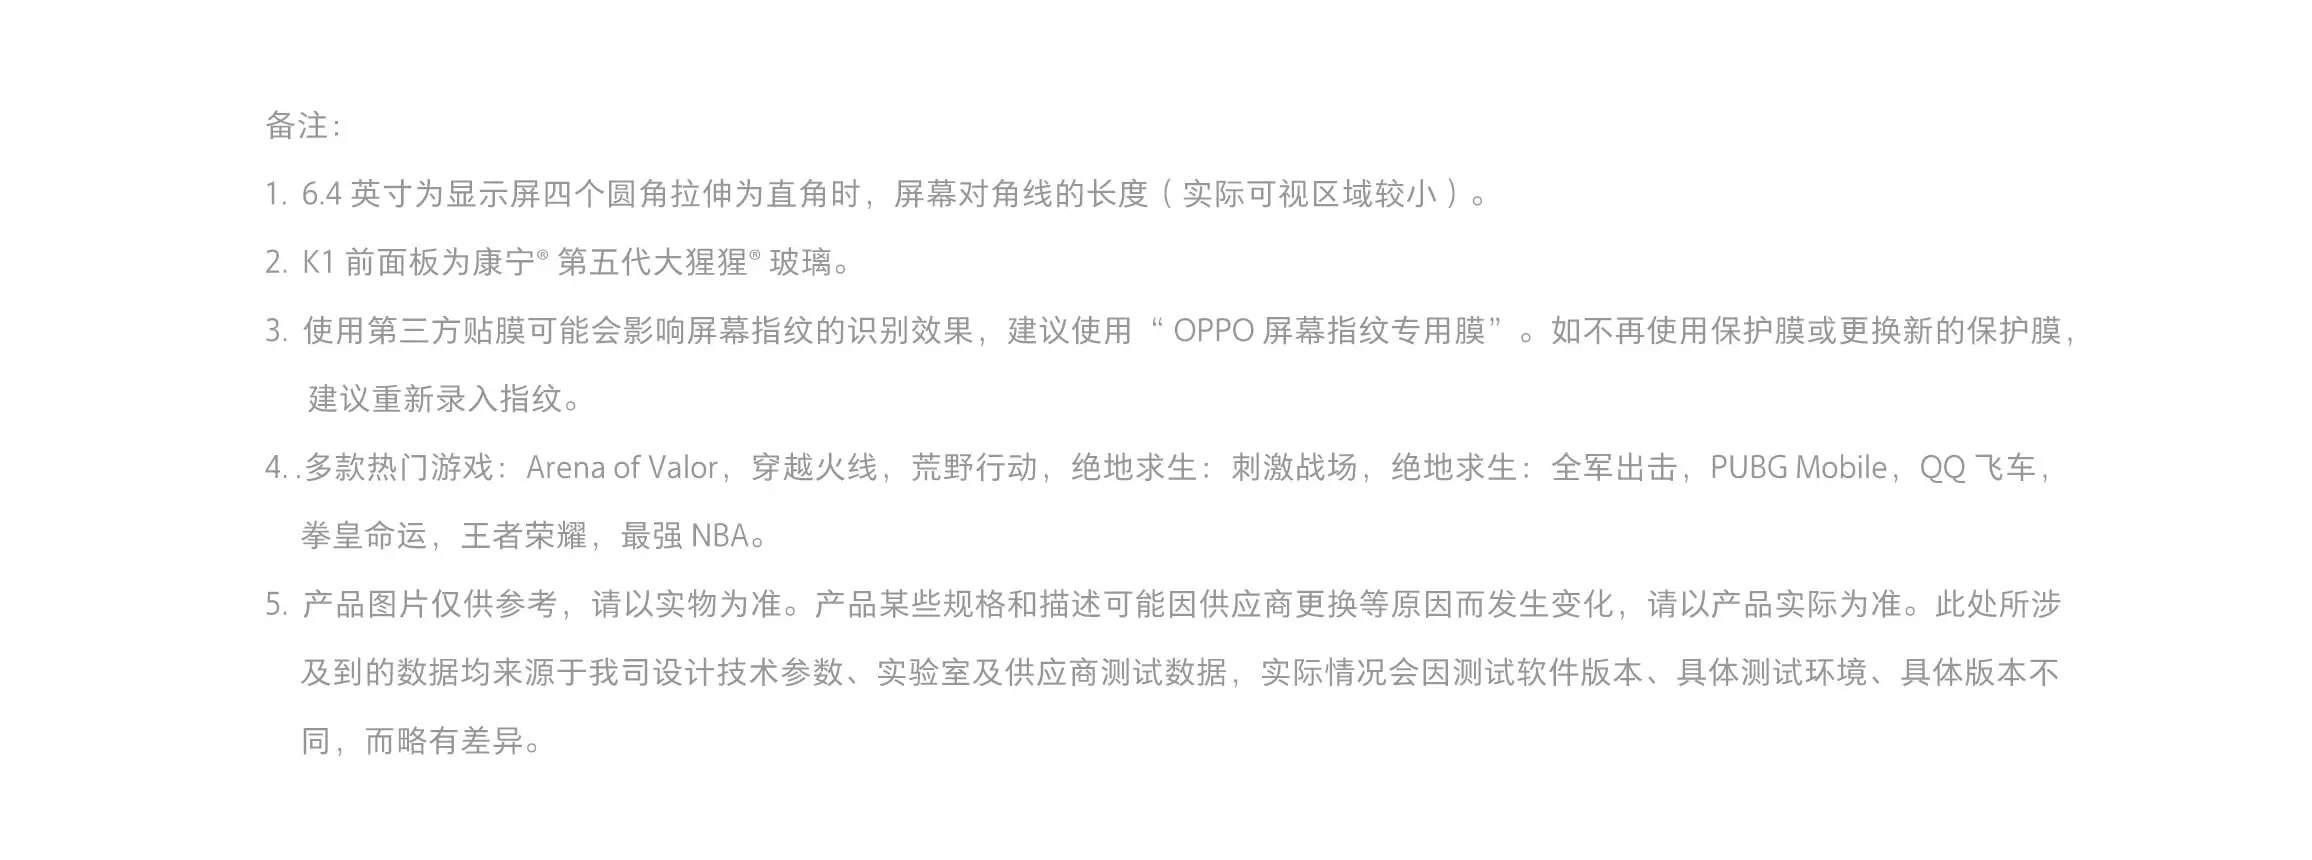 备注：
1. 6.4 英寸为显示屏四个圆角拉伸为直角时，屏幕对角线的长度（实际可视区域较小）。
2. K1 前面板为康宁® 第五代大猩猩® 玻璃。
3. 使用第三方贴膜可能会影响屏幕指纹的识别效果，建议使用“ OPPO 屏幕指纹专用膜”。如不再使用保护膜或更换新的保护膜，
建议重新录入指纹。
4. .多款热门游戏：Arena of Valor，穿越火线，荒野行动，绝地求生：刺激战场，绝地求生：全军出击，PUBG Mobile，QQ 飞车，
拳皇命运，王者荣耀，最强 NBA。
5. 产品图片仅供参考，请以实物为准。产品某些规格和描述可能因供应商更换等原因而发生变化，请以产品实际为准。此处所涉
及到的数据均来源于我司设计技术参数、实验室及供应商测试数据，实际情况会因测试软件版本、具体测试环境、具体版本不
同，而略有差异。